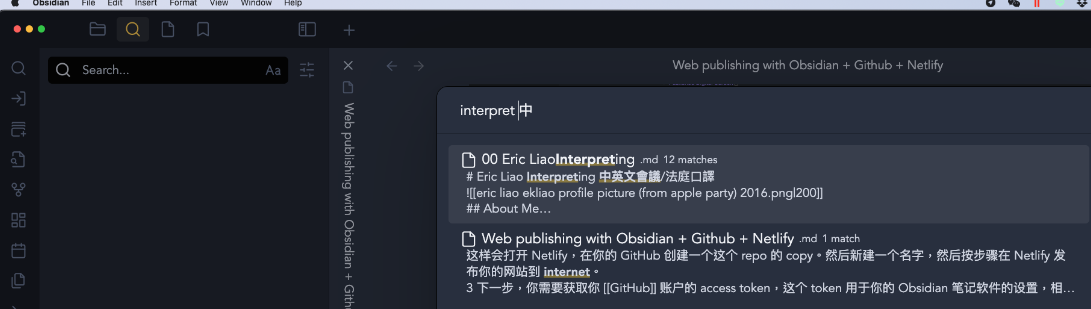 Obsidian File Edit Insert Format View Window Help
Search... Aa
Web publishing with Obsidian + Github + Netlify
Web publishing with Obsidian + Gith
interpret 中
00 Eric LiaoInterpreting .md 12 matches
# Eric Liao Interpreting 中英文會議/法庭口譯
![[eric liao ekliao profile picture (from apple party) 2016.pngl200]]
## About Me...
Web publishing with Obsidian + Github + Netlify .md 1 match
这样会打开 Netlify，在你的 GitHub 创建一个这个 repo 的 copy。然后新建一个名字，然后按步骤在 Netlify 发
布你的网站到 internet。
3 下一步，你需要获取你 [[GitHub]] 账户的 access token，这个 token 用于你的 Obsidian 笔记软件的设置，相...